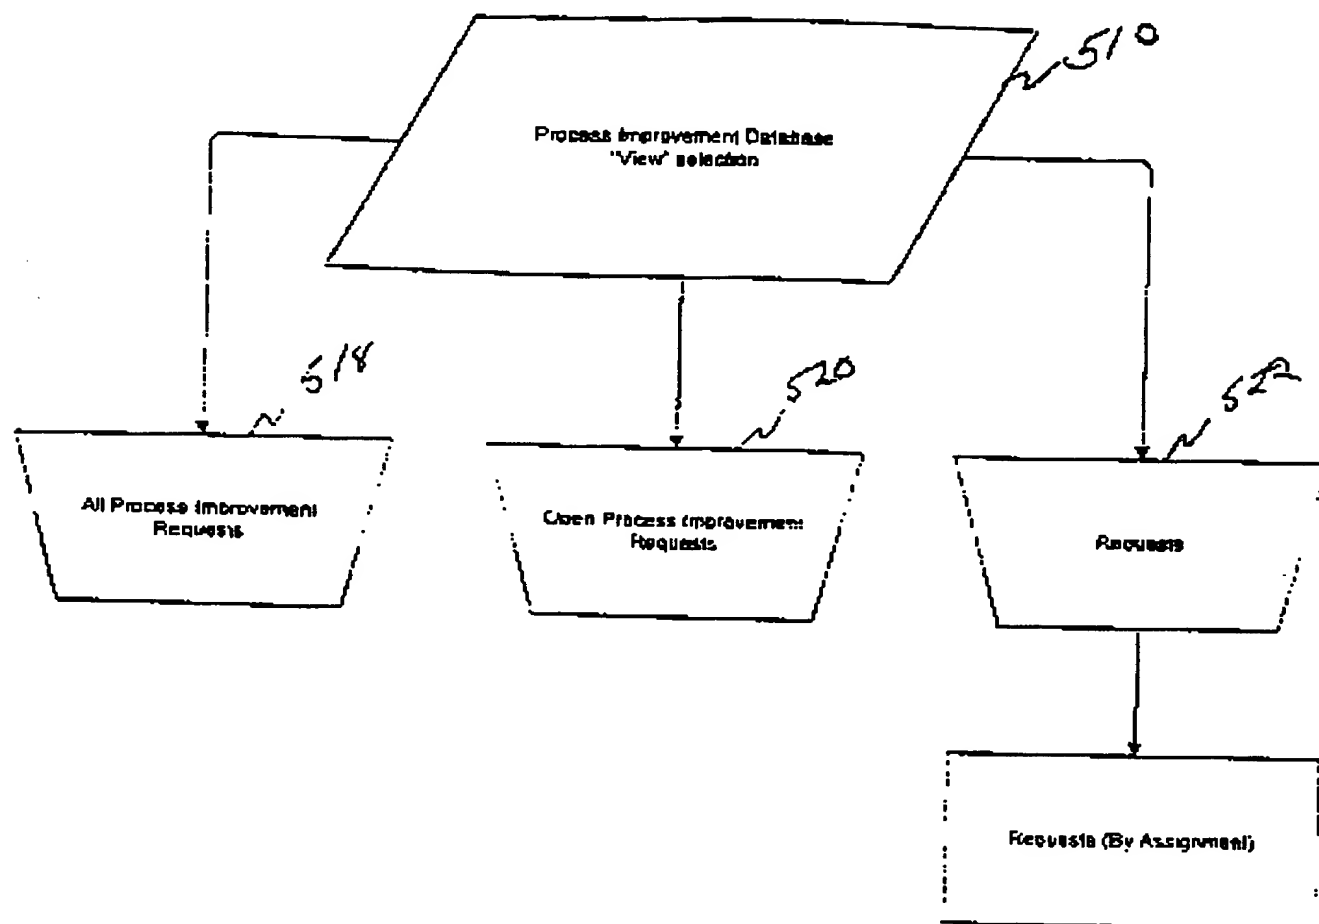 510
Process Improvement Database
"View" selection
518
520
522
All Process Improvement
Requests
Open Process Improvement
Requests
Requests
Requests (By Assignment)